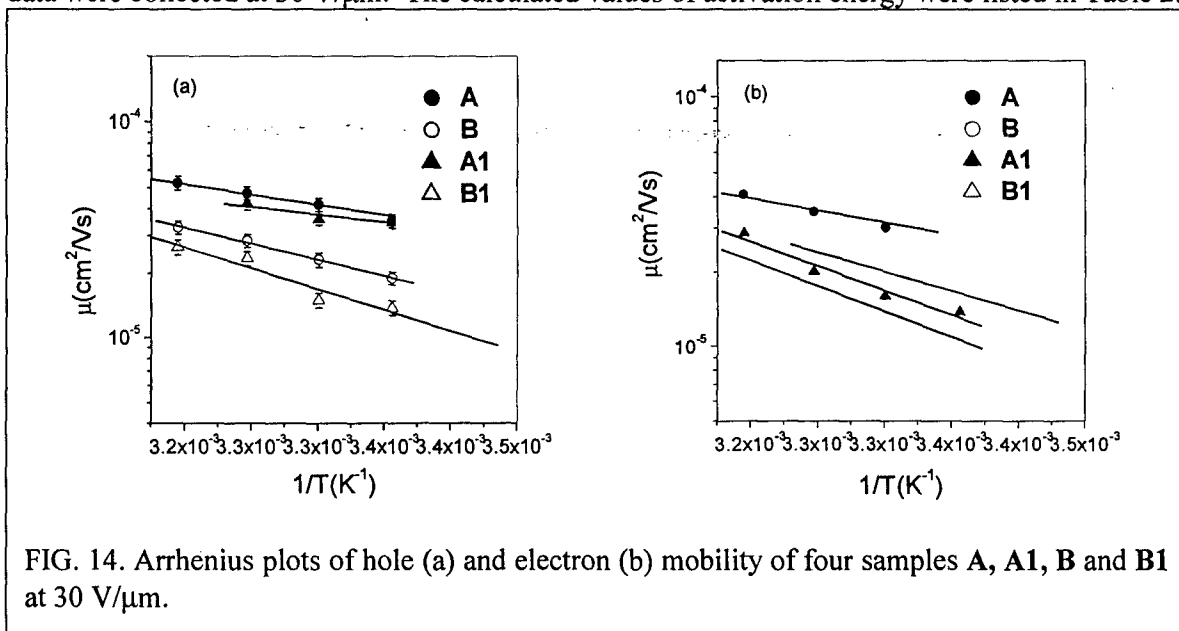 data were collected at 30 V/μm. The calculated values of activation energy were listed in Table 2.
(a)
A
B
A1
B1
10⁻⁴
10⁻⁵
μ(cm²/Vs)
3.2x10⁻³ 3.3x10⁻³ 3.3x10⁻³ 3.4x10⁻³ 3.4x10⁻³ 3.5x10⁻³
1/T(K⁻¹)
(b)
A
B
A1
B1
10⁻⁴
10⁻⁵
μ(cm²/Vs)
3.2x10⁻³ 3.3x10⁻³ 3.3x10⁻³ 3.4x10⁻³ 3.4x10⁻³ 3.5x10⁻³
1/T(K⁻¹)
FIG. 14. Arrhenius plots of hole (a) and electron (b) mobility of four samples A, A1, B and B1
at 30 V/μm.